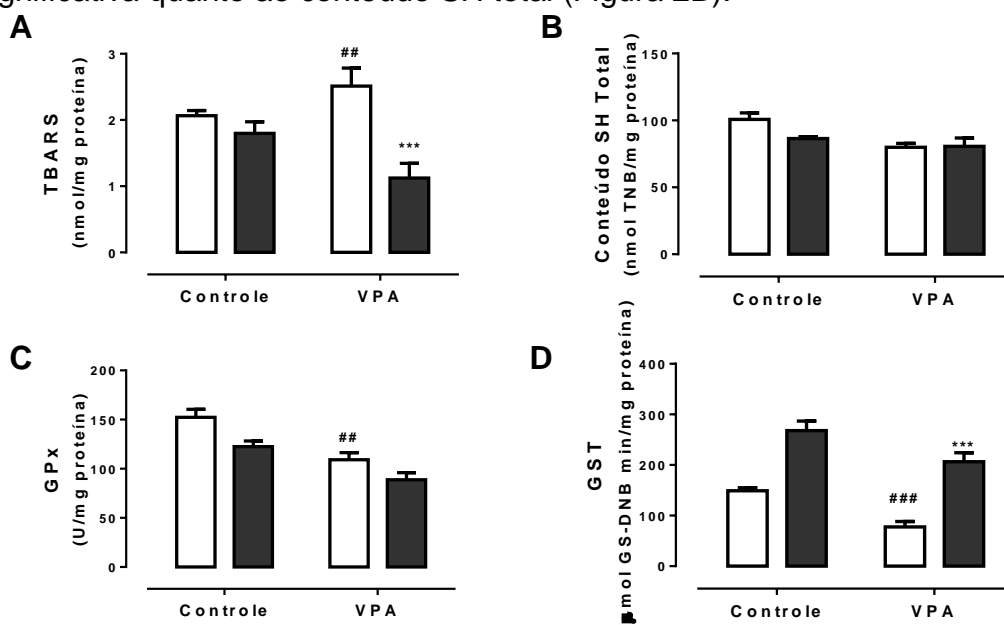 quanto ao conteúdo SH total (Figura 2B).
A
TBARS
(nmol/mg proteína)
3
2
1
0
##
***
Controle
VPA
B
Conteúdo SH Total
(nmol TNB/mg proteína)
150
100
50
0
Controle
VPA
C
GPx
(U/mg proteína)
200
150
100
50
0
##
Controle
VPA
D
GST
mol GS-DNB min/mg proteína)
400
300
200
100
0
###
***
Controle
VPA